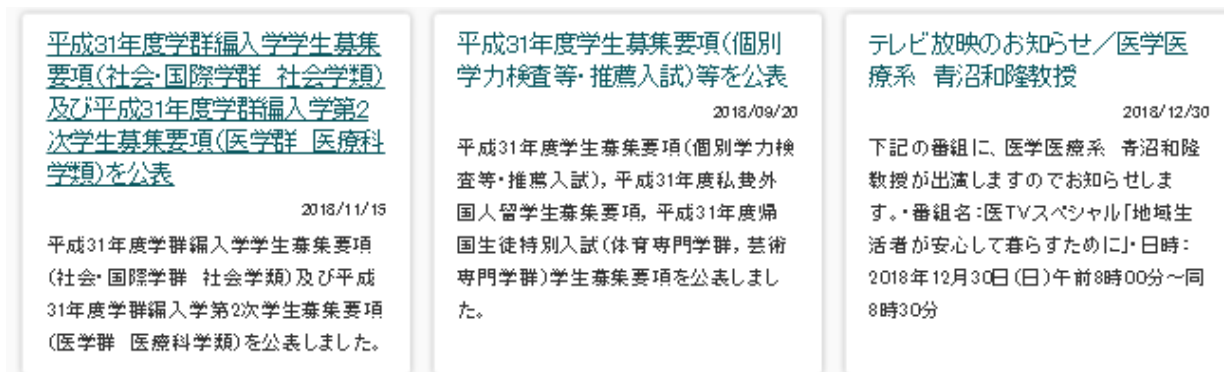 平成31年度学群編入学学生募集
要項(社会・国際学群　社会学類)
及び平成31年度学群編入学第2
次学生募集要項(医学群　医療科
学類)を公表
2018/11/15
平成31年度学群編入学学生募集要項
(社会・国際学群　社会学類)及び平成
31年度学群編入学第2次学生募集要項
(医学群　医療科学類)を公表しました。
平成31年度学生募集要項(個別
学力検査等・推薦入試)等を公表
2018/09/20
平成31年度学生募集要項(個別学力検
査等・推薦入試)，平成31年度私費外
国人留学生募集要項，平成31年度帰
国生徒特別入試(体育専門学群，芸術
専門学群)学生募集要項を公表しまし
た。
テレビ放映のお知らせ／医学医
療系　青沼和隆教授
2018/12/30
下記の番組に、医学医療系　青沼和隆
教授が出演しますのでお知らせしま
す。・番組名：医TVスペシャル「地域生
活者が安心して暮らすために」・日時：
2018年12月30日(日)午前8時00分～同
8時30分